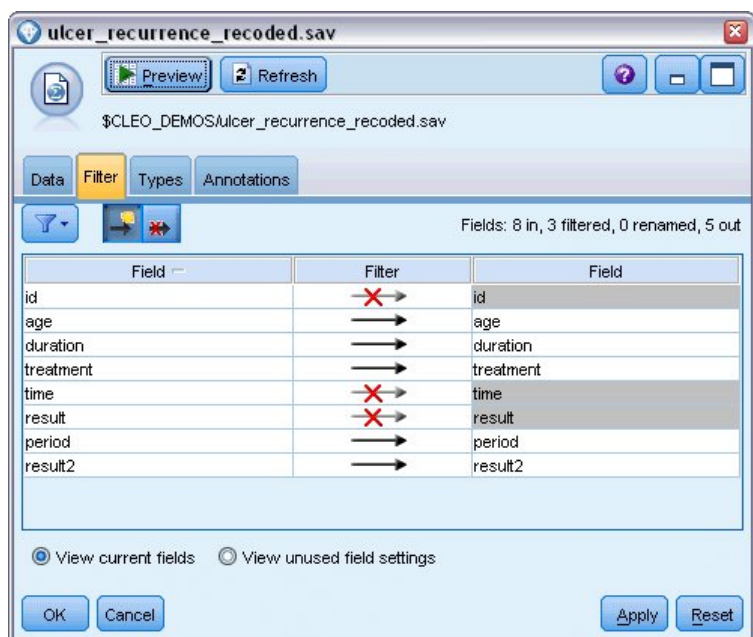 ulcer_recurrence_recoded.sav
Preview Refresh
$CLEO_DEMOS/ulcer_recurrence_recoded.sav
Data Filter Types Annotations
Fields: 8 in, 3 filtered, 0 renamed, 5 out
Field Filter Field
id id
age age
duration duration
treatment treatment
time time
result result
period period
result2 result2
View current fields View unused field settings
OK Cancel Apply Reset